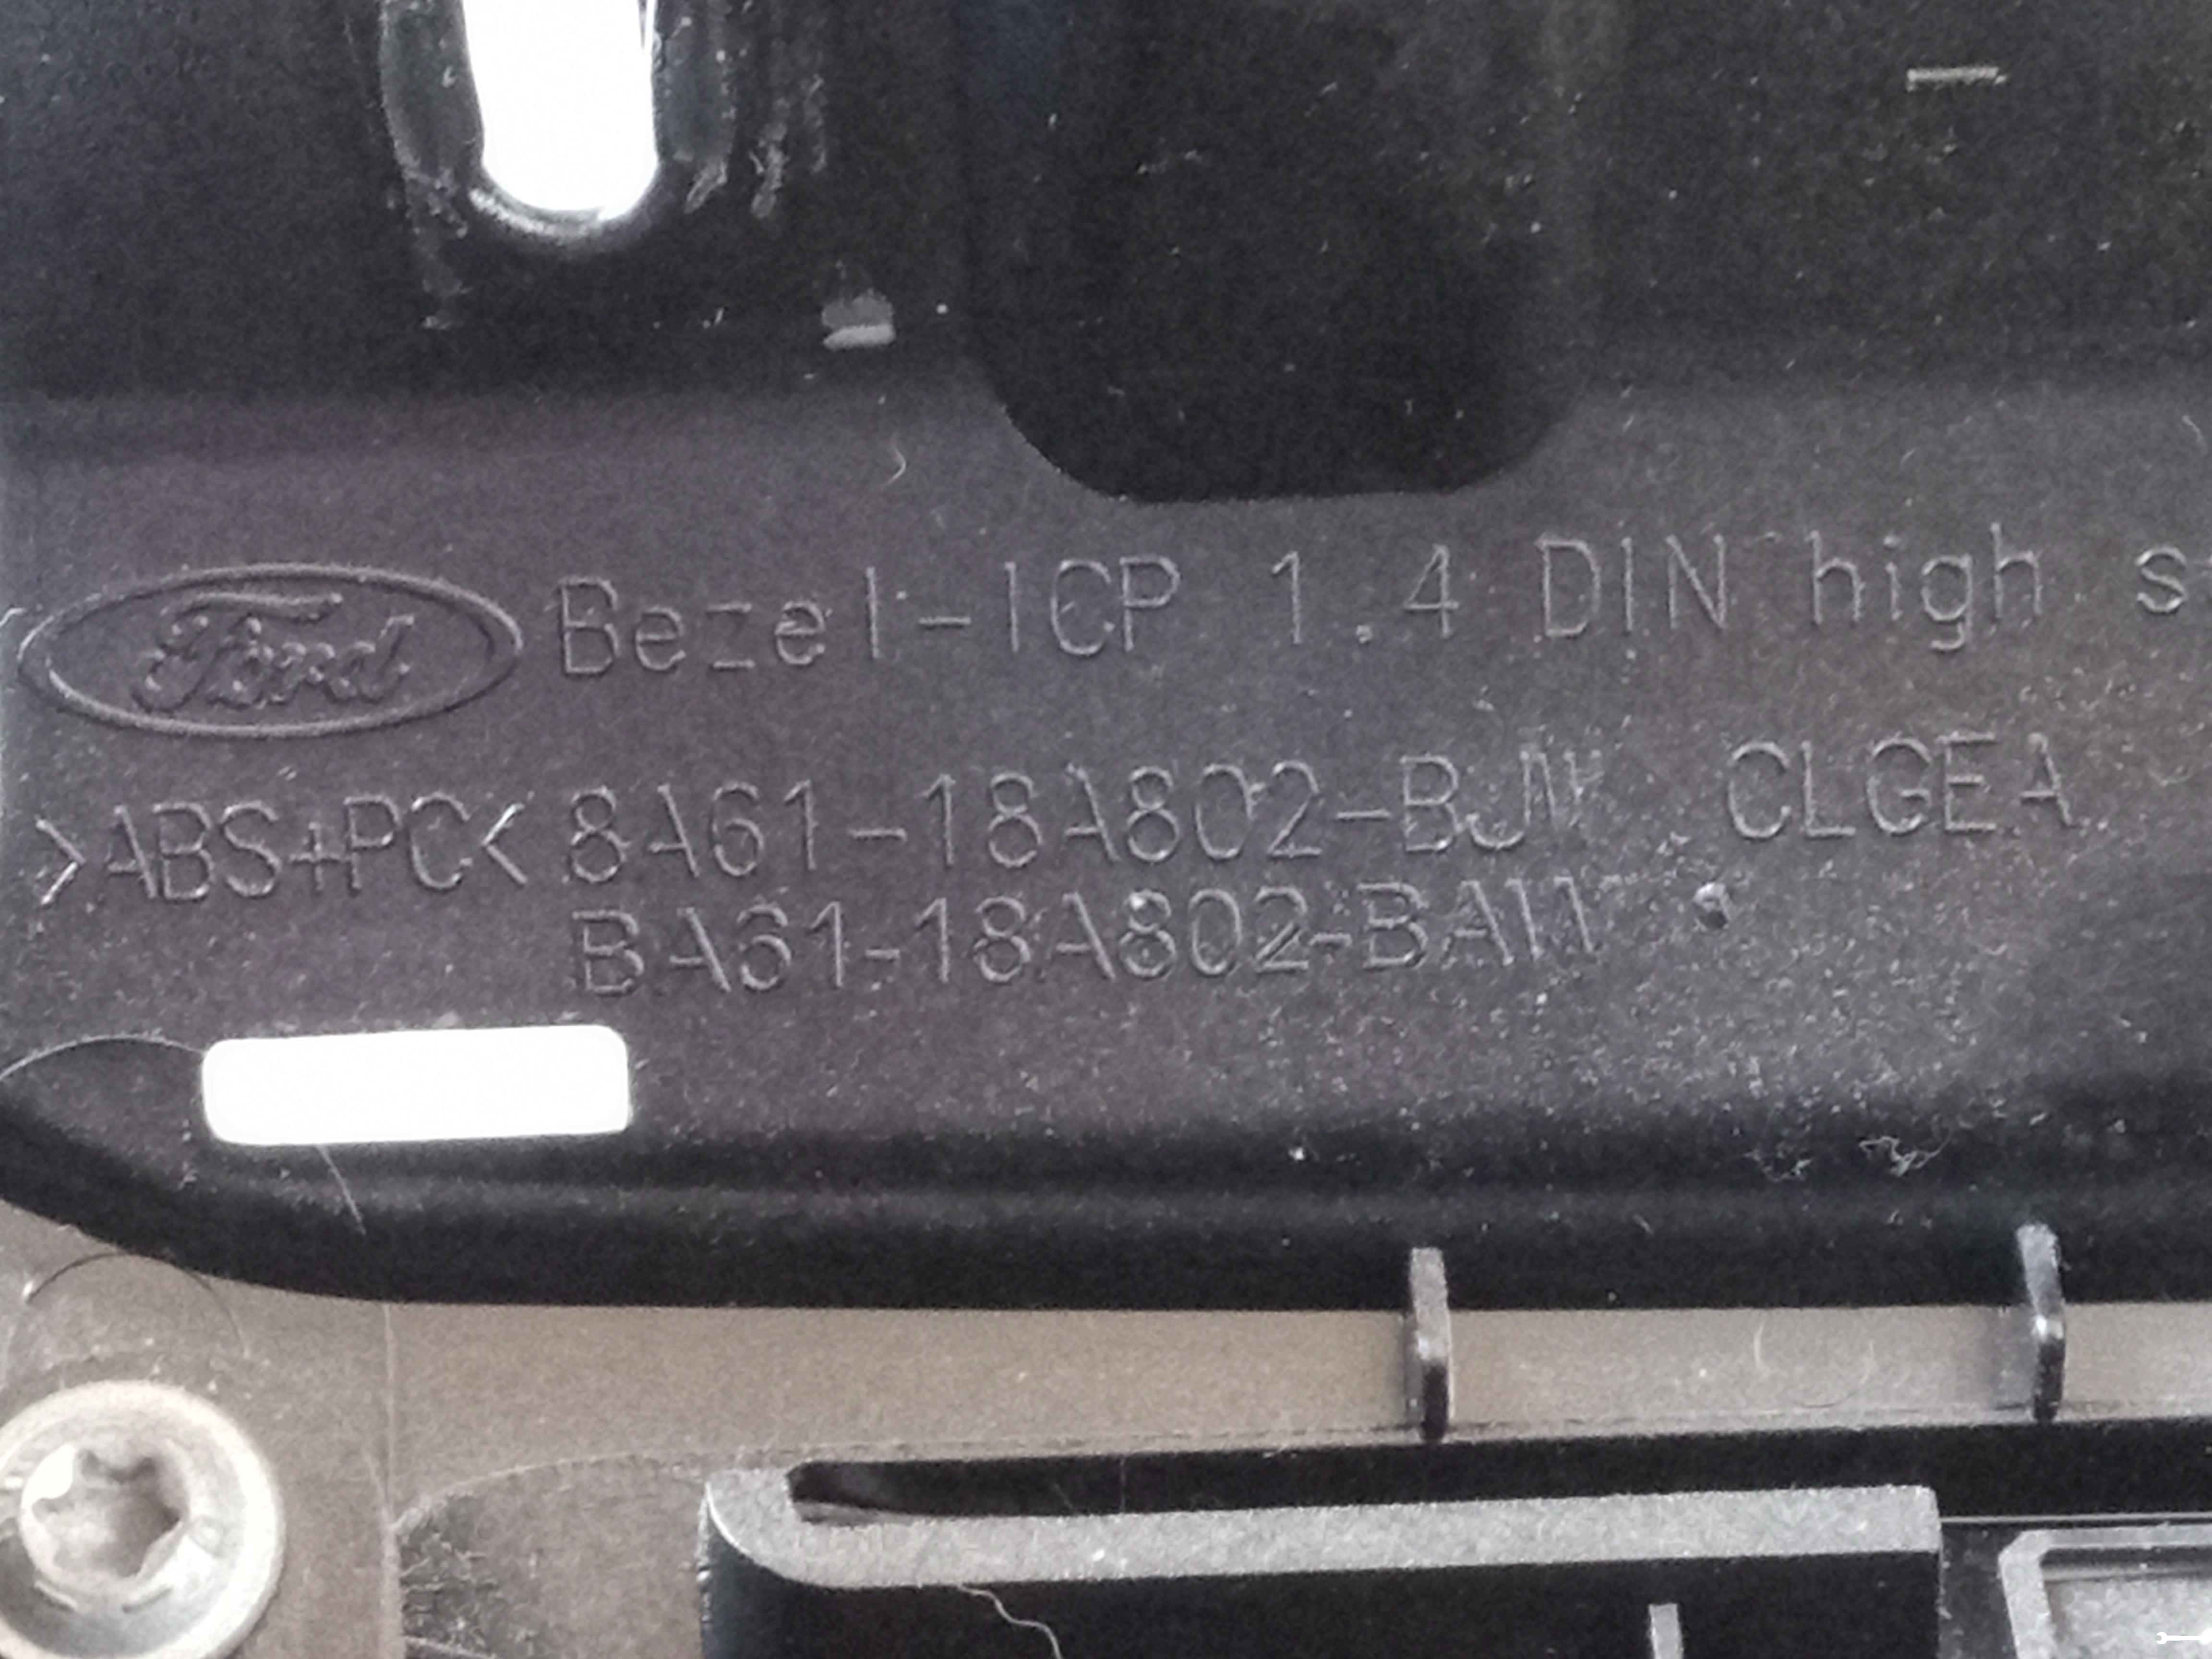 Ford Bezel-ICP 1.4 DIN high s
>ABS+PC< 8A61-18A802-BJW CLGEA
BA61-18A802-BAW